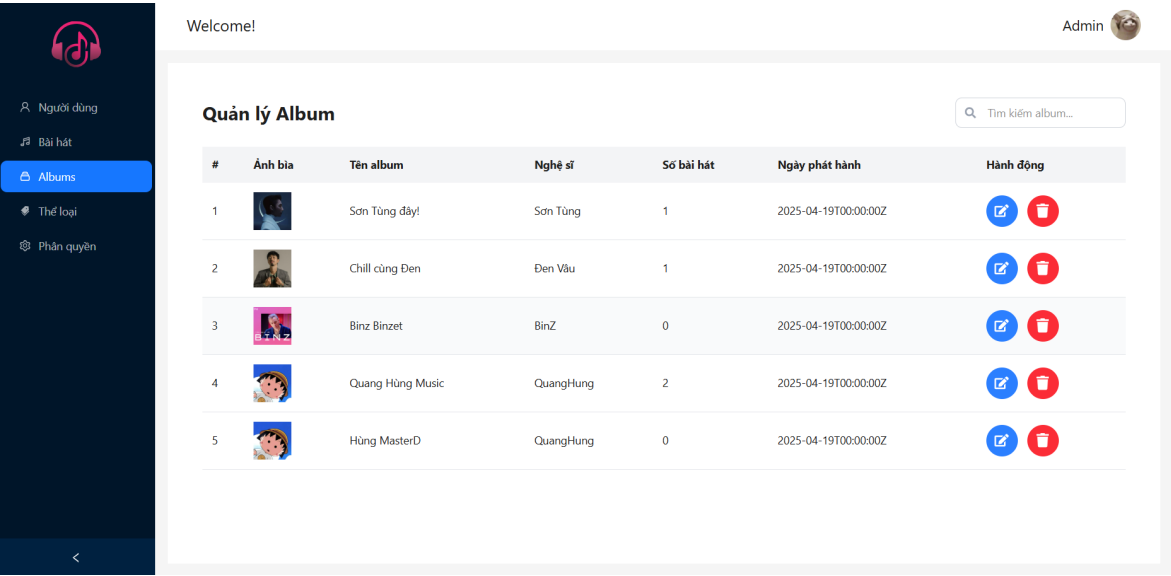 Welcome!
Admin
Người dùng
Bài hát
Albums
Thể loại
Phân quyền
Quản lý Album
Tìm kiếm album...
# Ảnh bìa Tên album Nghệ sĩ Số bài hát Ngày phát hành Hành động
1 Sơn Tùng đây! Sơn Tùng 1 2025-04-19T00:00:00Z
2 Chill cùng Đen Đen Vâu 1 2025-04-19T00:00:00Z
3 BINZ Binz Binzet BinZ 0 2025-04-19T00:00:00Z
4 Quang Hùng Music QuangHung 2 2025-04-19T00:00:00Z
5 Hùng MasterD QuangHung 0 2025-04-19T00:00:00Z